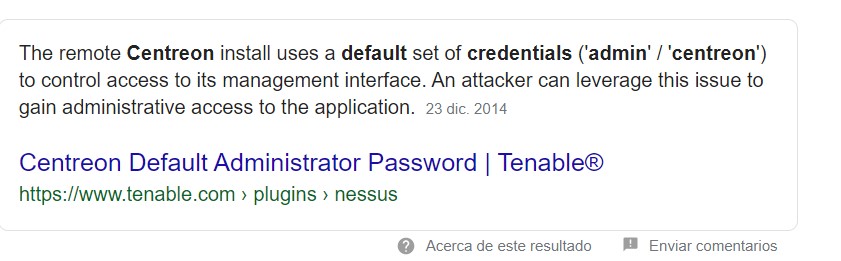 The remote Centreon install uses a default set of credentials ('admin' / 'centreon')
to control access to its management interface. An attacker can leverage this issue to
gain administrative access to the application. 23 dic. 2014
Centreon Default Administrator Password | Tenable®
https://www.tenable.com › plugins › nessus
Acerca de este resultado Enviar comentarios